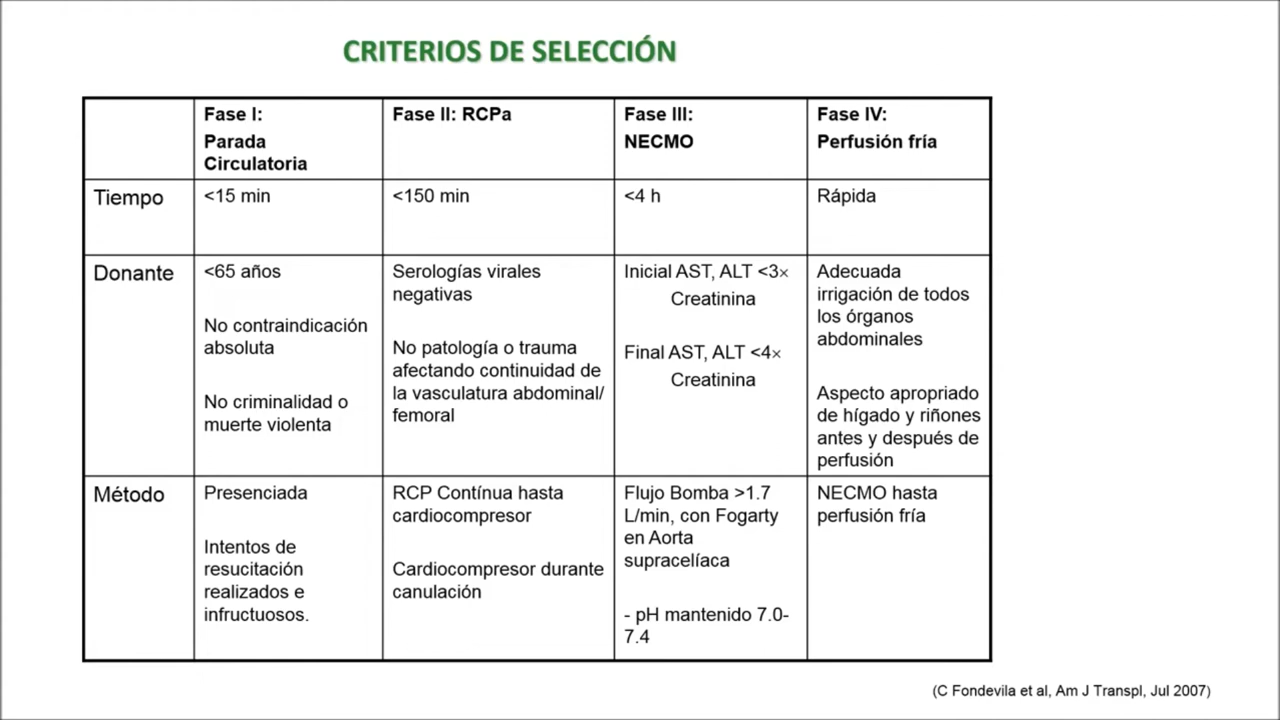 CRITERIOS DE SELECCIÓN
Fase I:
Parada
Circulatoria
Fase II: RCPa
Fase III:
NECMO
Fase IV:
Perfusión fría
Tiempo
<15 min
<150 min
<4 h
Rápida
Donante
<65 años
No contraindicación
absoluta
No criminalidad o
muerte violenta
Serologías virales
negativas
No patología o trauma
afectando continuidad de
la vasculatura abdominal/
femoral
Inicial AST, ALT <3×
Creatinina
Final AST, ALT <4×
Creatinina
Adecuada
irrigación de todos
los órganos
abdominales
Aspecto apropriado
de hígado y riñones
antes y después de
perfusión
Método
Presenciada
Intentos de
resucitación
realizados e
infructuosos.
RCP Contínua hasta
cardiocompresor
Cardiocompresor durante
canulación
Flujo Bomba >1.7
L/min, con Fogarty
en Aorta
supracelíaca
- pH mantenido 7.0-
7.4
NECMO hasta
perfusión fría
(C Fondevila et al, Am J Transpl, Jul 2007)